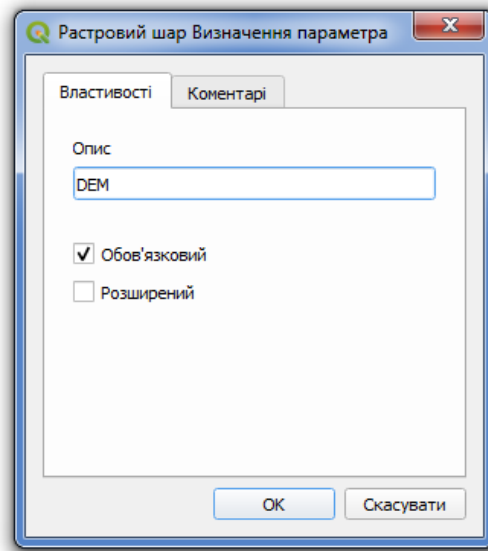 Растровий шар Визначення параметра
Властивості Коментарі
Опис
DEM
Обов'язковий
Розширений
OK Скасувати